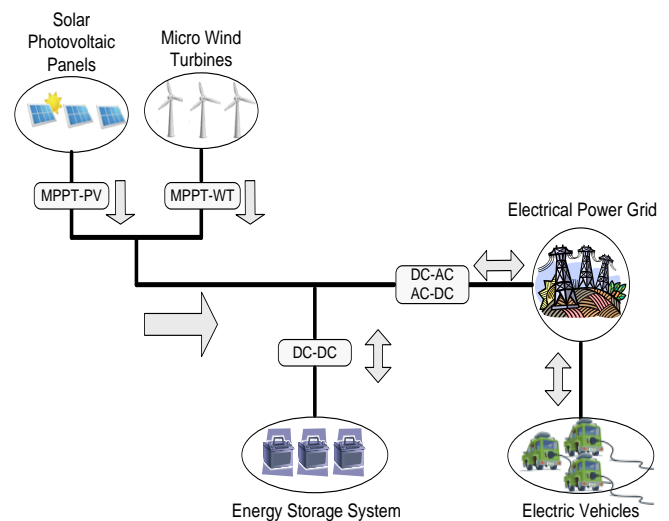 Solar
Photovoltaic
Panels
Micro Wind
Turbines
MPPT-PV
MPPT-WT
Electrical Power Grid
DC-AC
AC-DC
DC-DC
Energy Storage System
Electric Vehicles